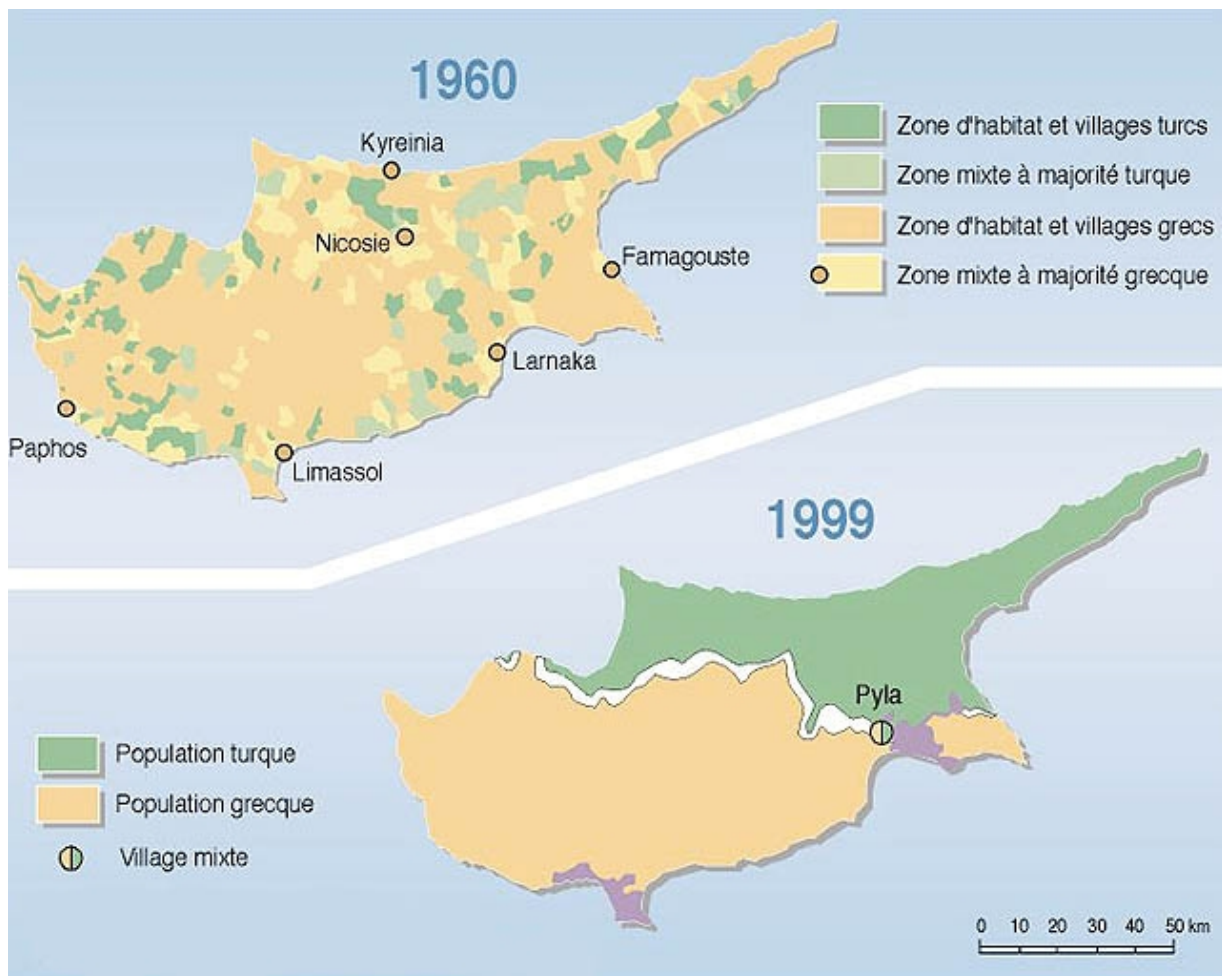 1960
Kyreinia
Nicosie
Famagouste
Larnaka
Paphos
Limassol
Zone d'habitat et villages turcs
Zone mixte à majorité turque
Zone d'habitat et villages grecs
Zone mixte à majorité grecque
1999
Pyla
Population turque
Population grecque
Village mixte
0 10 20 30 40 50 km